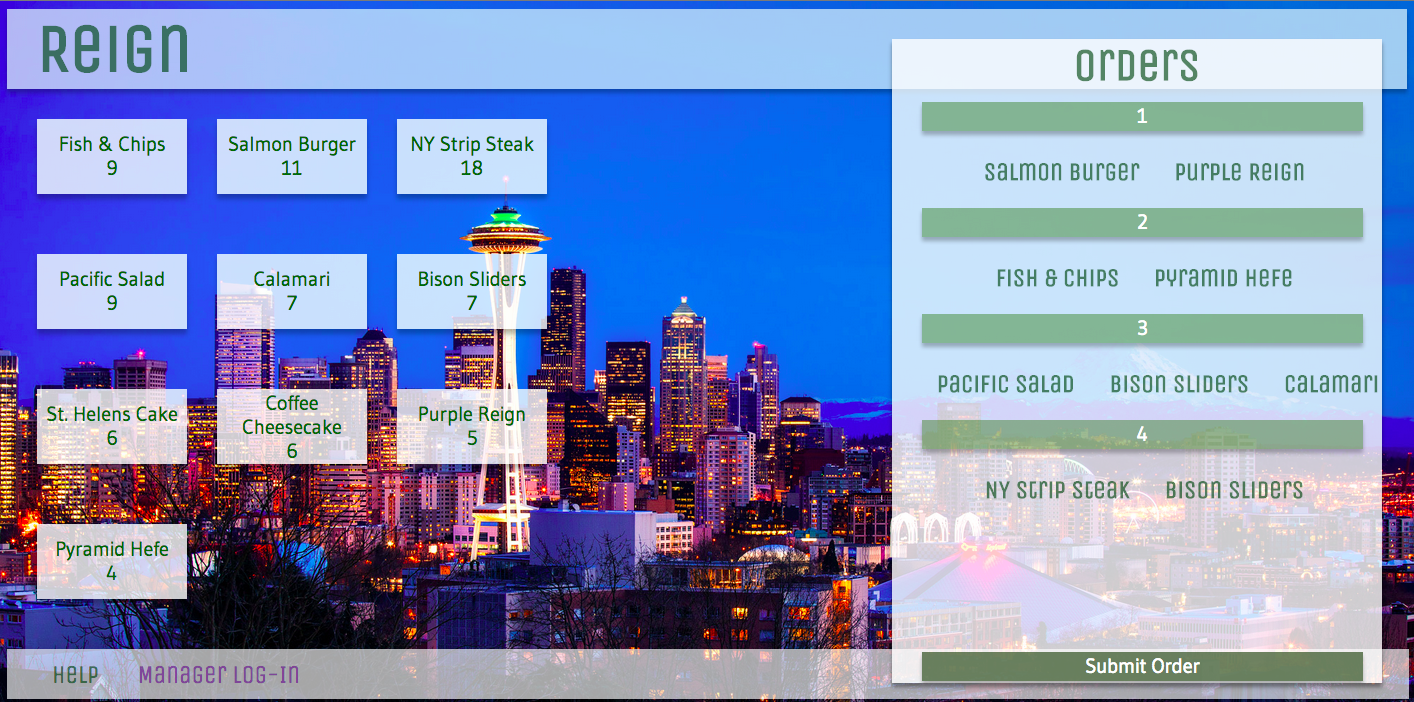 Reign
Orders
Fish & Chips
9
Salmon Burger
11
NY Strip Steak
18
Pacific Salad
9
Calamari
7
Bison Sliders
7
St. Helens Cake
6
Coffee
Cheesecake
6
Purple Reign
5
Pyramid Hefe
4
1
Salmon Burger Purple Reign
2
Fish & Chips Pyramid Hefe
3
Pacific Salad Bison Sliders Calamari
4
NY Strip Steak Bison Sliders
Submit Order
Help Manager Log-In